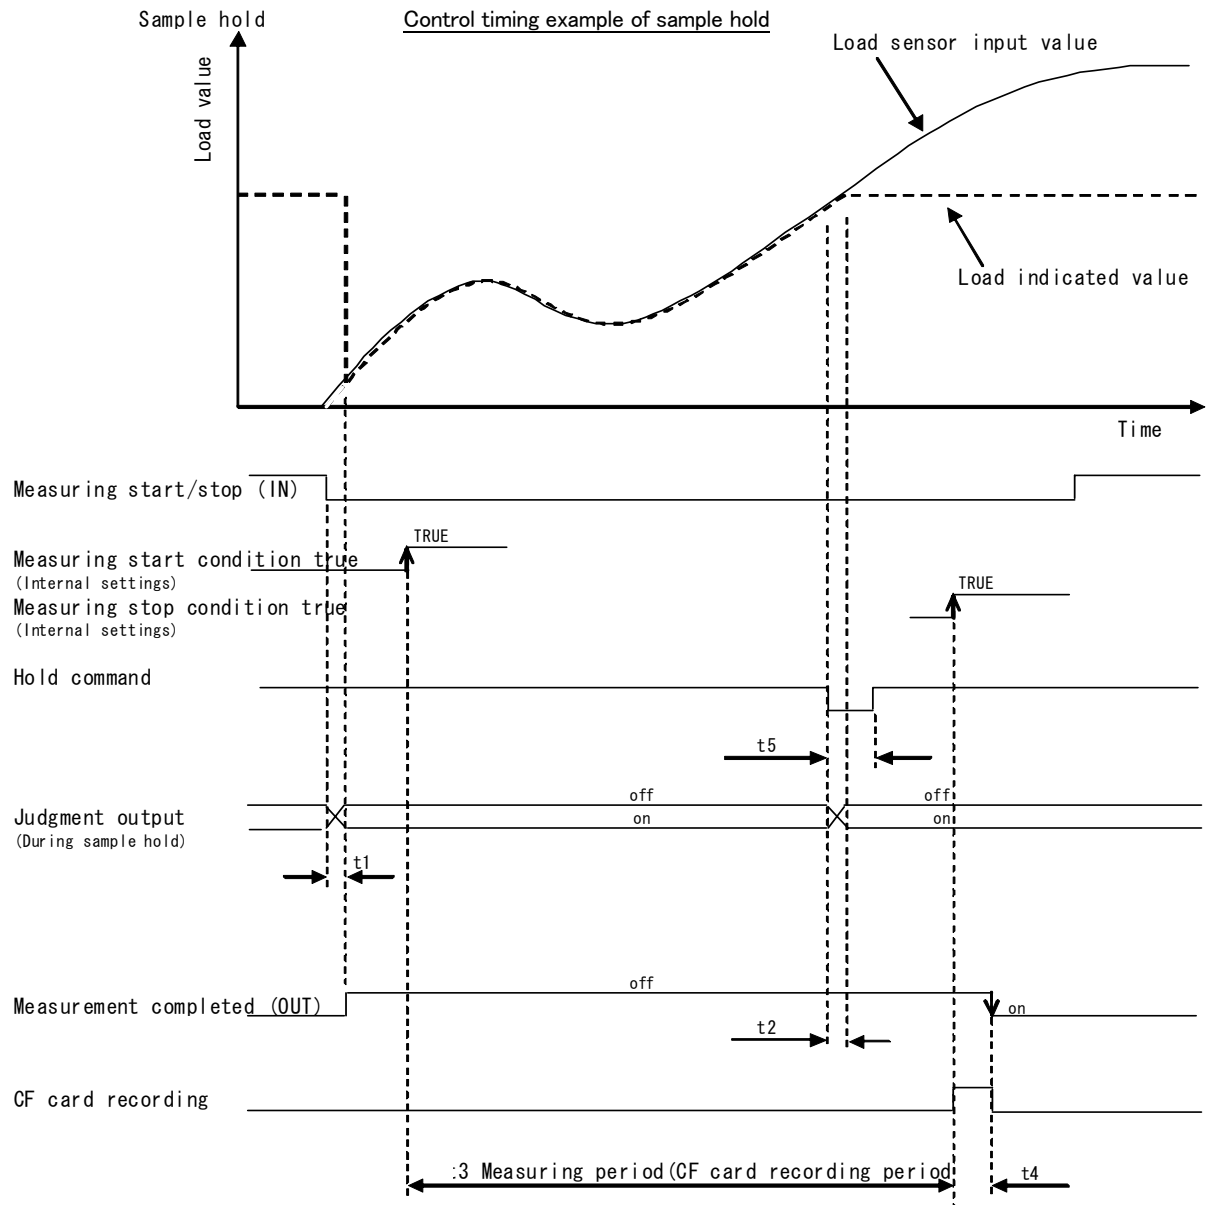 Sample hold
Control timing example of sample hold
Load sensor input value
Load value
Load indicated value
Time
Measuring start/stop (IN)
TRUE
Measuring start condition true
(Internal settings)
TRUE
Measuring stop condition true
(Internal settings)
Hold command
t5
off
off
Judgment output
on
on
(During sample hold)
t1
off
Measurement completed (OUT)
on
t2
CF card recording
:3 Measuring period(CF card recording period
t4